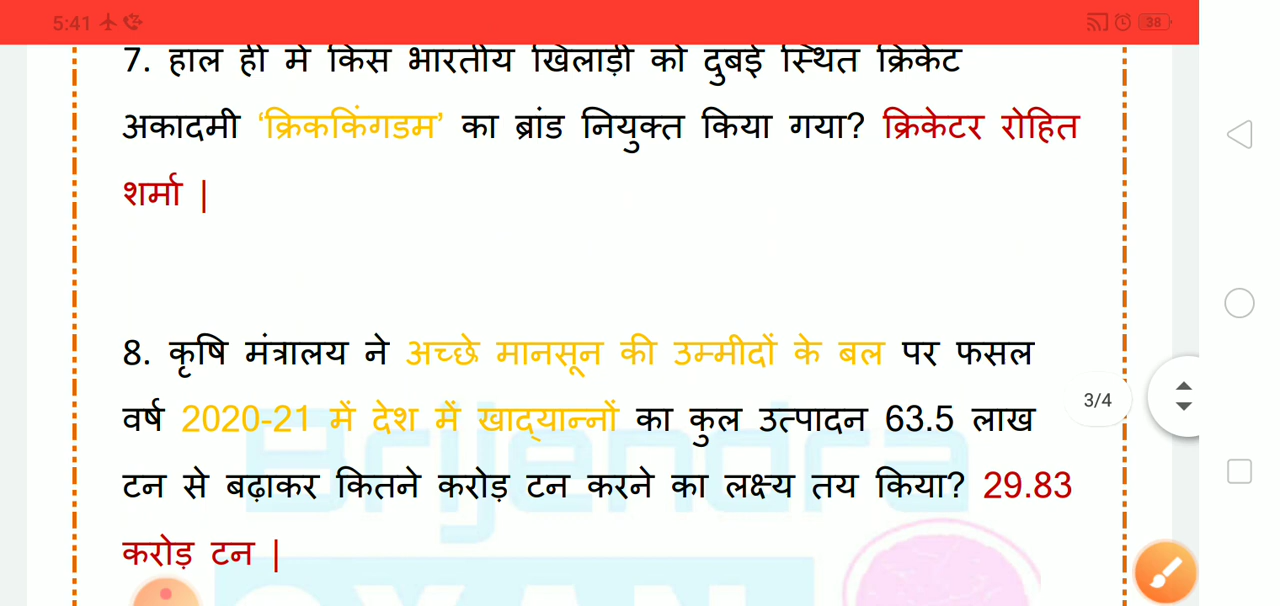 5:41
38
7. हाल ही में किस भारतीय खिलाड़ी को दुबई स्थित क्रिकेट
अकादमी 'क्रिककिंगडम' का ब्रांड नियुक्त किया गया? क्रिकेटर रोहित
शर्मा |
8. कृषि मंत्रालय ने अच्छे मानसून की उम्मीदों के बल पर फसल
3/4
वर्ष 2020-21 में देश में खाद्यान्नों का कुल उत्पादन 63.5 लाख
टन से बढ़ाकर कितने करोड़ टन करने का लक्ष्य तय किया? 29.83
करोड़ टन |
Brijendra